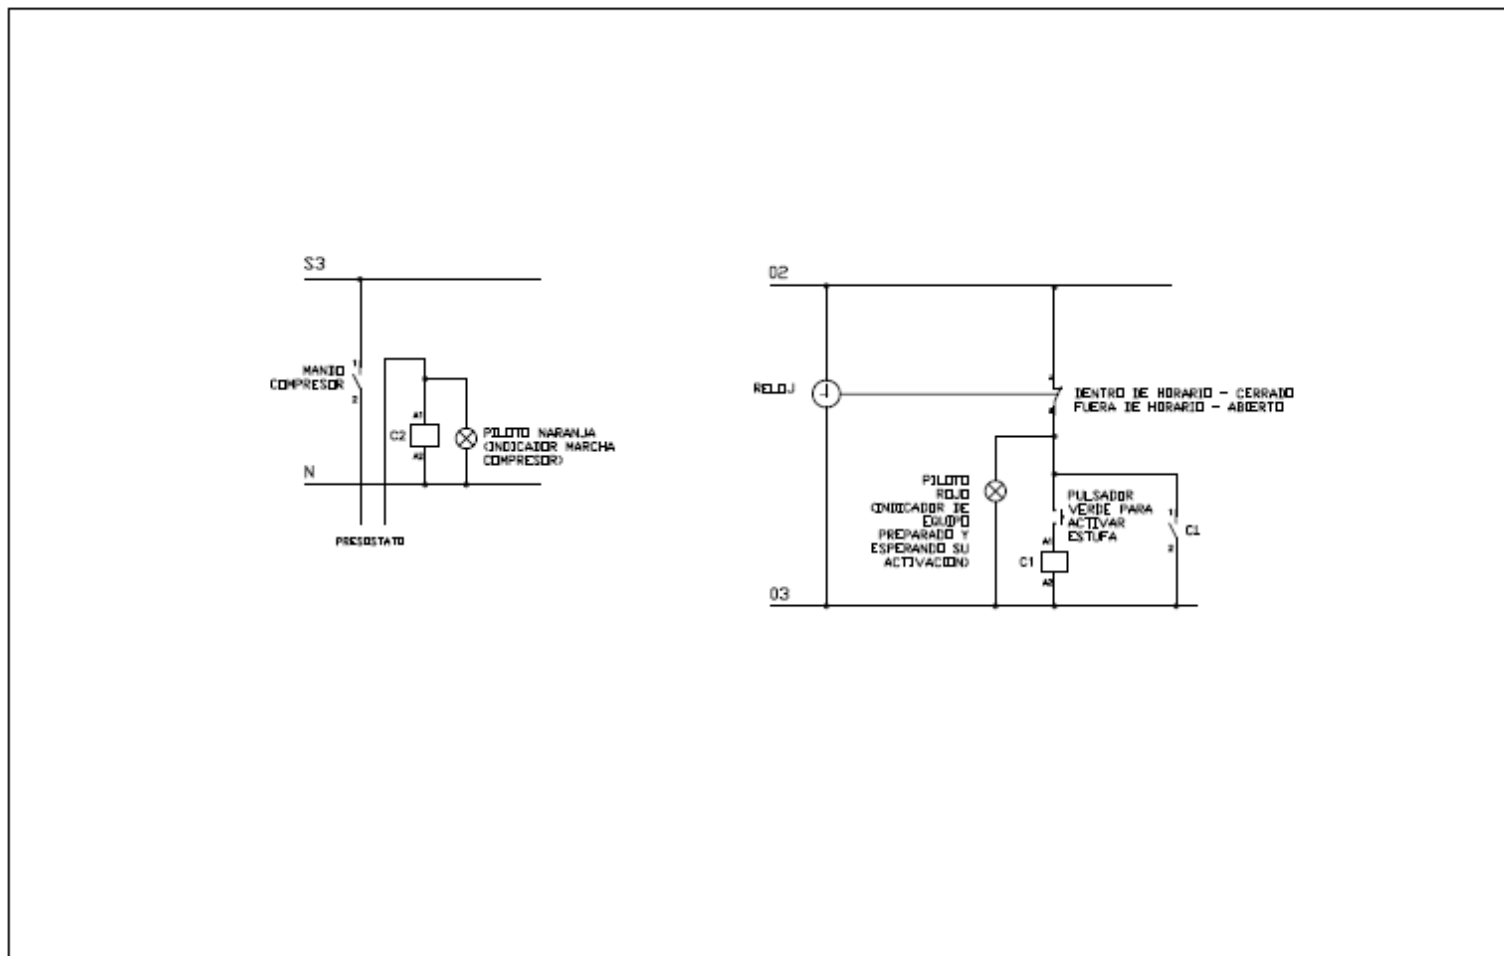 S3
MANDO
COMPRESOR
1
2
A1
C2
A2
PILOTO NARANJA
(INDICADOR MARCHA
COMPRESOR)
N
PRESOSTATO
02
RELOJ
DENTRO DE HORARIO - CERRADO
FUERA DE HORARIO - ABIERTO
PILOTO
ROJO
(INDICADOR DE
EQUIPO
PREPARADO Y
ESPERANDO SU
ACTIVACION)
PULSADOR
VERDE PARA
ACTIVAR
ESTUFA
A1
C1
A2
1
C1
2
03